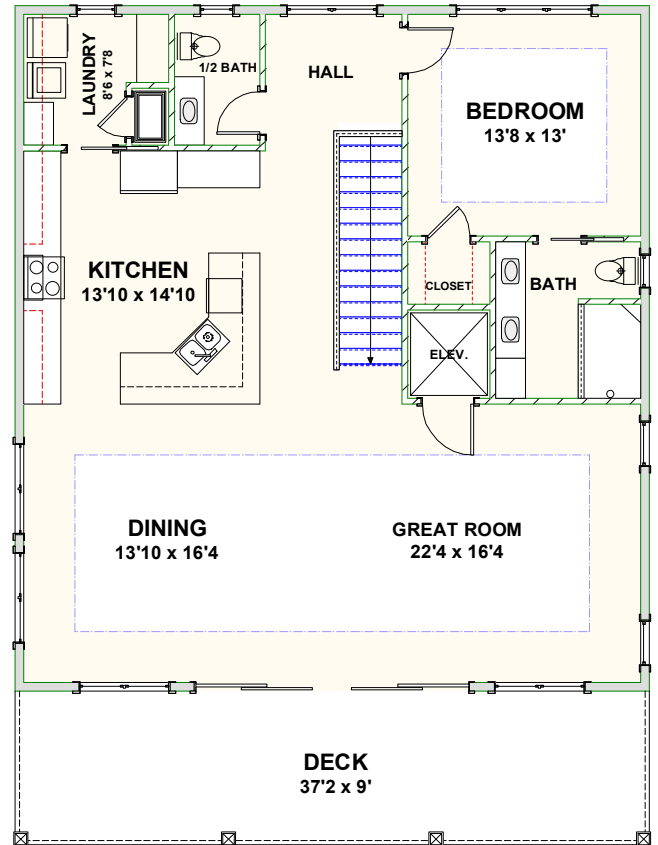 LAUNDRY
8'6 x 7'8
1/2 BATH
HALL
BEDROOM
13'8 x 13'
KITCHEN
13'10 x 14'10
CLOSET
BATH
ELEV.
DINING
13'10 x 16'4
GREAT ROOM
22'4 x 16'4
DECK
37'2 x 9'